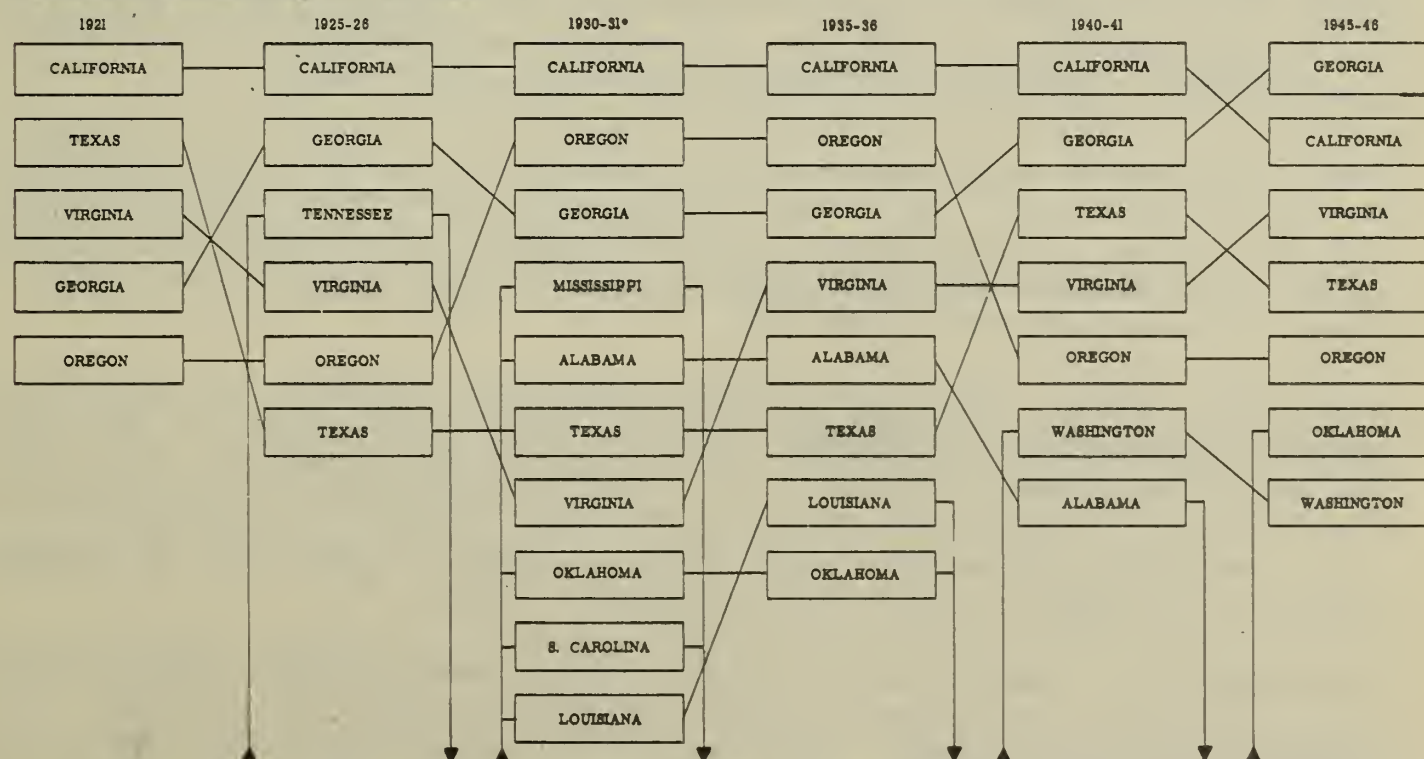 1921 1925-26 1930-31* 1935-36 1940-41 1945-46
CALIFORNIA CALIFORNIA CALIFORNIA CALIFORNIA CALIFORNIA GEORGIA
TEXAS GEORGIA OREGON OREGON GEORGIA CALIFORNIA
VIRGINIA TENNESSEE GEORGIA GEORGIA TEXAS VIRGINIA
GEORGIA VIRGINIA MISSISSIPPI VIRGINIA VIRGINIA TEXAS
OREGON OREGON ALABAMA ALABAMA OREGON OREGON
TEXAS TEXAS TEXAS WASHINGTON OKLAHOMA
VIRGINIA LOUISIANA ALABAMA WASHINGTON
OKLAHOMA OKLAHOMA
S. CAROLINA
LOUISIANA